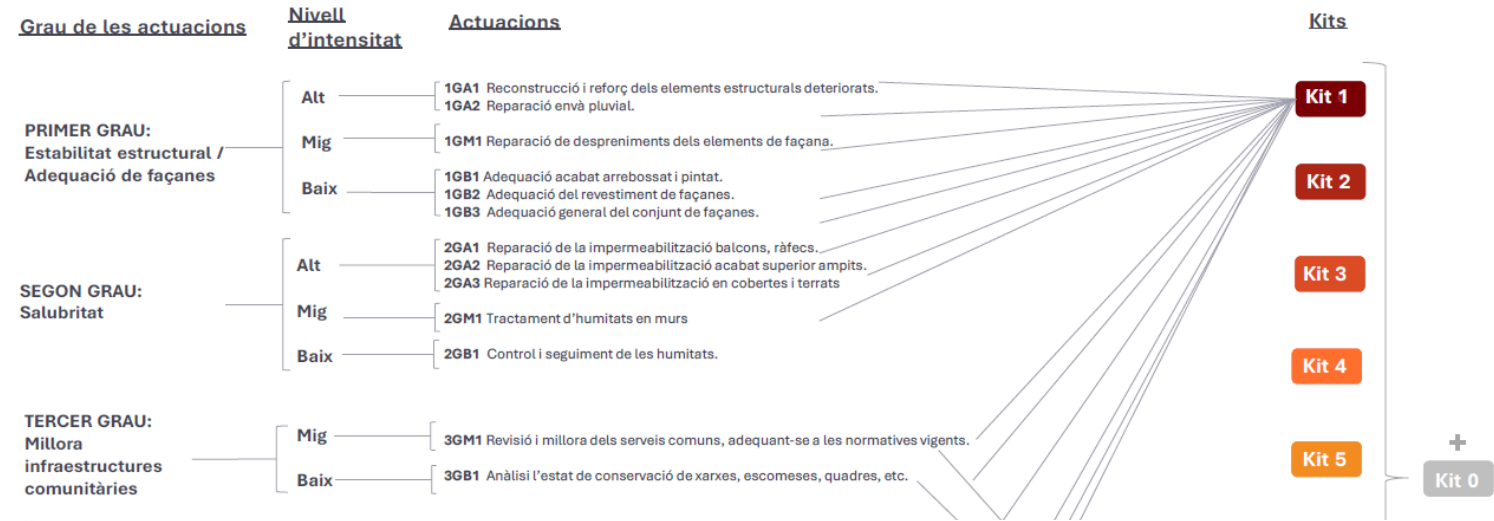 Grau de les actuacions
Nivell
d'intensitat
Actuacions
Kits
PRIMER GRAU:
Estabilitat estructural /
Adequació de façanes
Alt
1GA1 Reconstrucció i reforç dels elements estructurals deteriorats.
1GA2 Reparació envà pluvial.
Mig
1GM1 Reparació de despreniments dels elements de façana.
Baix
1GB1 Adequació acabat arrebossat i pintat.
1GB2 Adequació del revestiment de façanes.
1GB3 Adequació general del conjunt de façanes.
SEGON GRAU:
Salubritat
Alt
2GA1 Reparació de la impermeabilització balcons, ràfecs.
2GA2 Reparació de la impermeabilització acabat superior ampits.
2GA3 Reparació de la impermeabilització en cobertes i terrats
Mig
2GM1 Tractament d'humitats en murs
Baix
2GB1 Control i seguiment de les humitats.
TERCER GRAU:
Millora
infraestructures
comunitàries
Mig
3GM1 Revisió i millora dels serveis comuns, adequant-se a les normatives vigents.
Baix
3GB1 Anàlisi l'estat de conservació de xarxes, escomeses, quadres, etc.
Kit 1
Kit 2
Kit 3
Kit 4
Kit 5
+
Kit 0